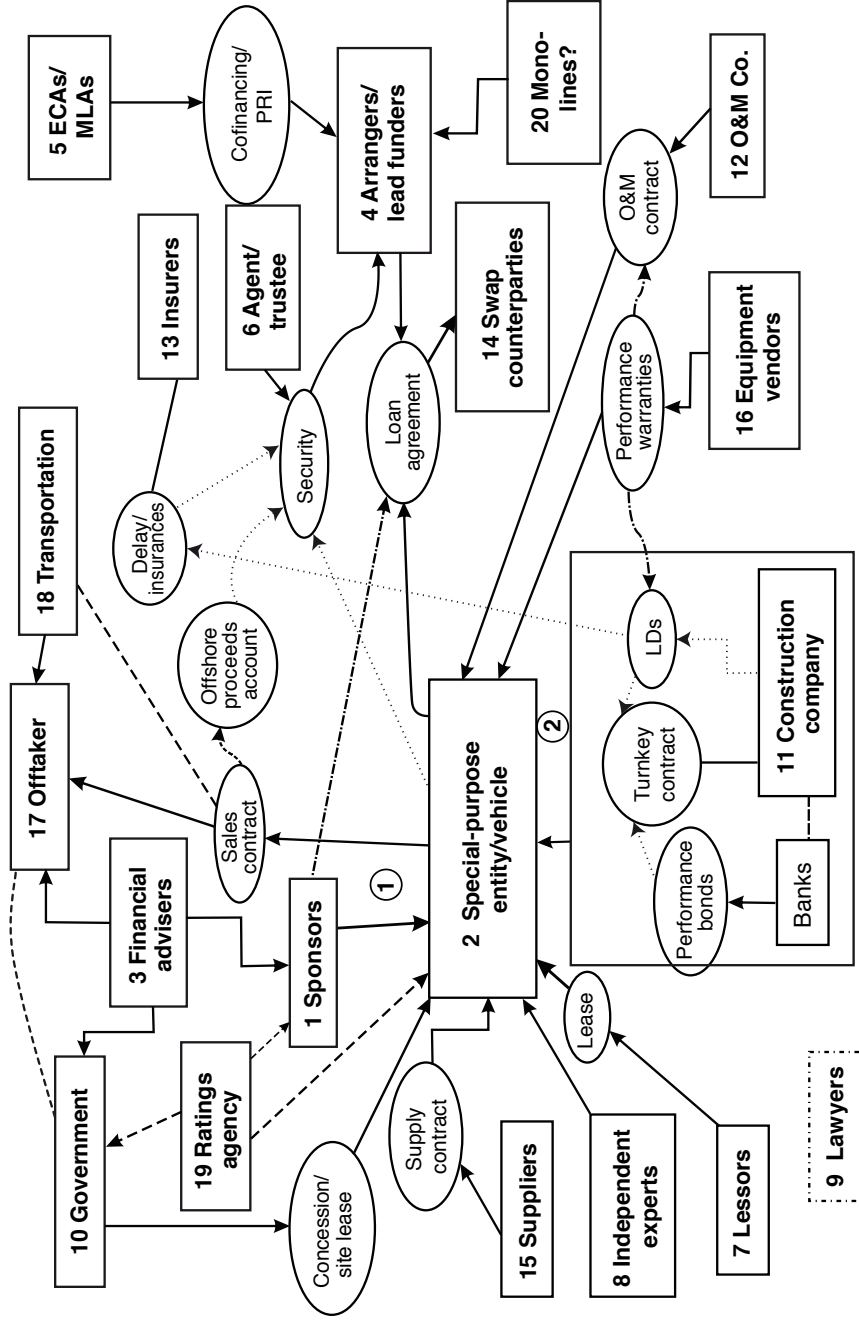 10 Government
19 Ratings
agency
Concession/
site lease
15 Suppliers
Supply
contract
8 Independent
experts
7 Lessors
Lease
9 Lawyers
3 Financial
advisers
1 Sponsors
1
17 Offtaker
Sales
contract
2 Special-purpose
entity/vehicle
2
Performance
bonds
Banks
Turnkey
contract
LDs
11 Construction
company
18 Transportation
Offshore
proceeds
account
Delay/
insurances
13 Insurers
Security
6 Agent/
trustee
Loan
agreement
14 Swap
counterparties
Performance
warranties
16 Equipment
vendors
5 ECAs/
MLAs
Cofinancing/
PRI
4 Arrangers/
lead funders
20 Mono-
lines?
O&M
contract
12 O&M Co.